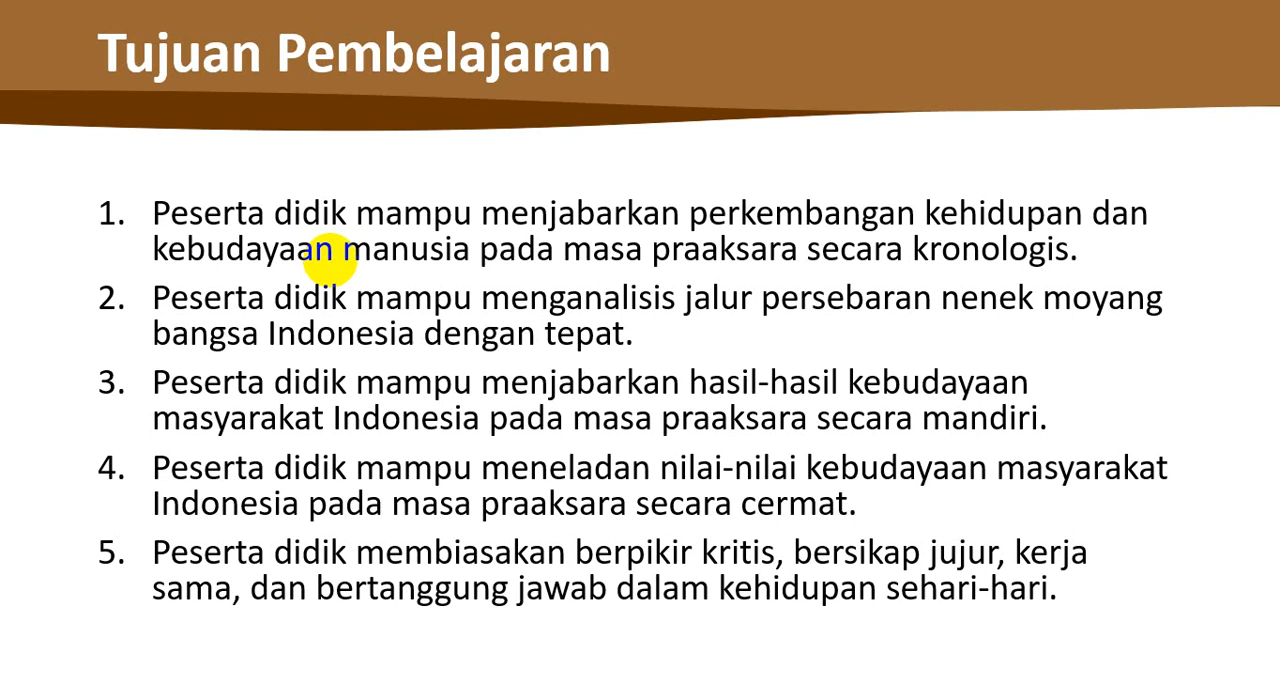 Tujuan Pembelajaran
1. Peserta didik mampu menjabarkan perkembangan kehidupan dan
kebudayaan manusia pada masa praaksara secara kronologis.
2. Peserta didik mampu menganalisis jalur persebaran nenek moyang
bangsa Indonesia dengan tepat.
3. Peserta didik mampu menjabarkan hasil-hasil kebudayaan
masyarakat Indonesia pada masa praaksara secara mandiri.
4. Peserta didik mampu meneladan nilai-nilai kebudayaan masyarakat
Indonesia pada masa praaksara secara cermat.
5. Peserta didik membiasakan berpikir kritis, bersikap jujur, kerja
sama, dan bertanggung jawab dalam kehidupan sehari-hari.